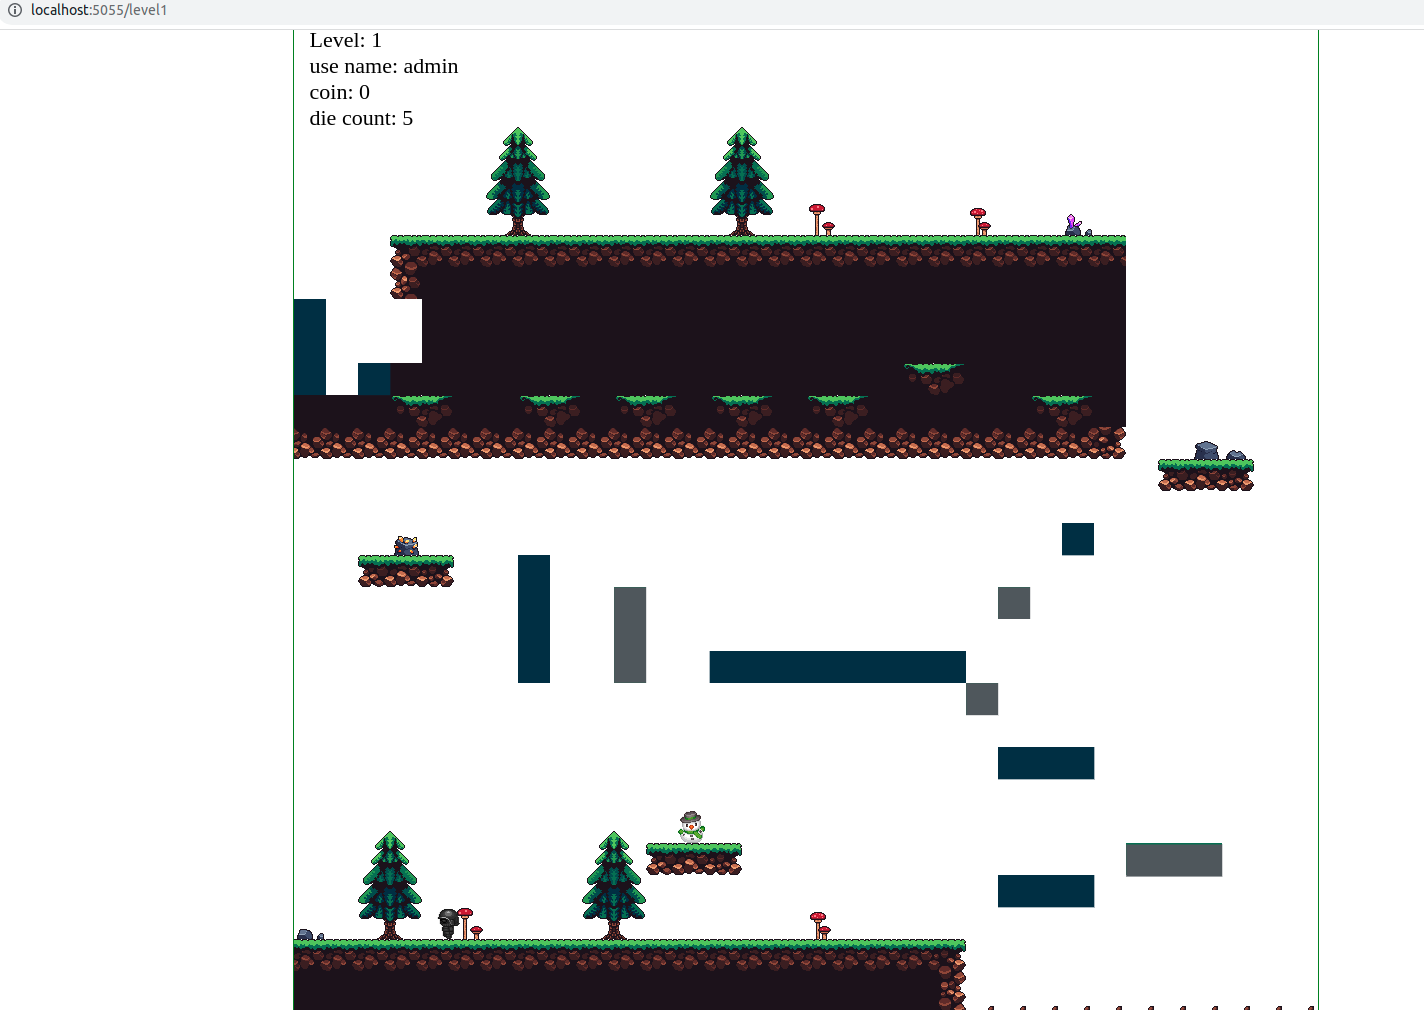 localhost:5055/level1
Level: 1
use name: admin
coin: 0
die count: 5